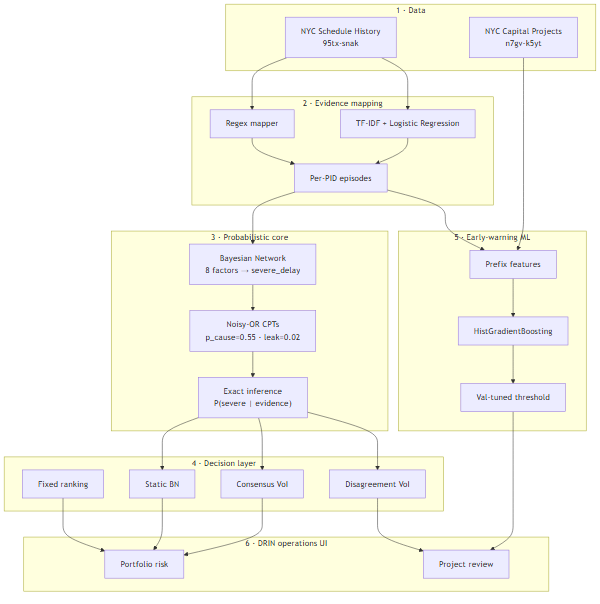 1 · Data
NYC Schedule History
95tx-snak
NYC Capital Projects
n7gv-k5yt
2 · Evidence mapping
Regex mapper
TF-IDF + Logistic Regression
Per-PID episodes
3 · Probabilistic core
Bayesian Network
8 factors → severe_delay
Noisy-OR CPTs
p_cause=0.55 · leak=0.02
Exact inference
P(severe | evidence)
5 · Early-warning ML
Prefix features
HistGradientBoosting
Val-tuned threshold
4 · Decision layer
Fixed ranking
Static BN
Consensus VoI
Disagreement VoI
6 · DRIN operations UI
Portfolio risk
Project review